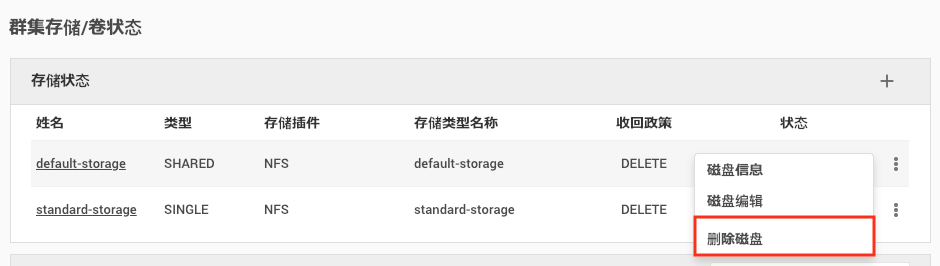 群集存储/卷状态
存储状态
姓名 类型 存储插件 存储类型名称 收回政策 状态
default-storage SHARED NFS default-storage DELETE
磁盘信息
磁盘编辑
standard-storage SINGLE NFS standard-storage DELETE
删除磁盘